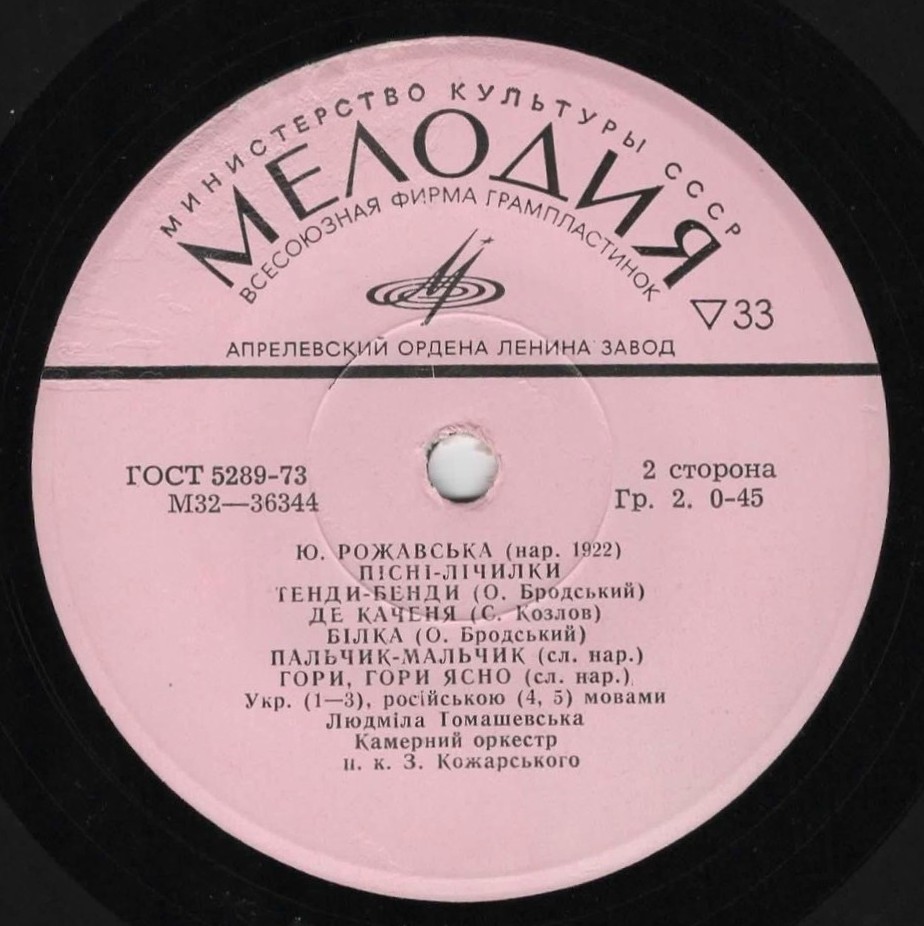 МИНИСТЕРСТВО КУЛЬТУРЫ СССР
МЕЛОДИЯ
ВСЕСОЮЗНАЯ ФИРМА ГРАМПЛАСТИНОК
▽33
АПРЕЛЕВСКИЙ ОРДЕНА ЛЕНИНА ЗАВОД
ГОСТ 5289-73
М32—36344
2 сторона
Гр. 2. 0-45
Ю. РОЖАВСЬКА (нар. 1922)
ПІСНІ-ЛІЧИЛКИ
ТЕНДИ-БЕНДИ (О. Бродський)
ДЕ КАЧЕНЯ (С. Козлов)
БІЛКА (О. Бродський)
ПАЛЬЧИК-МАЛЬЧИК (сл. нар.)
ГОРИ, ГОРИ ЯСНО (сл. нар.)
Укр. (1—3), російською (4, 5) мовами
Людміла Томашевська
Камерний оркестр
п. к. З. Кожарського